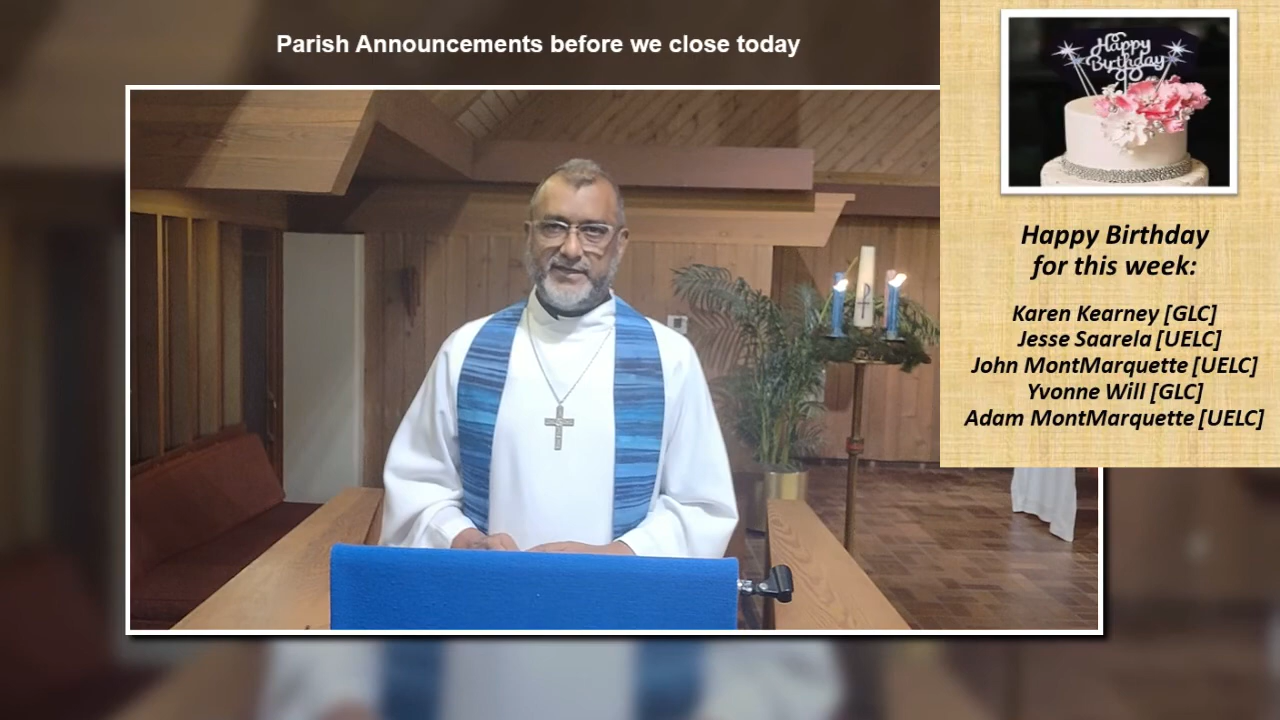 Parish Announcements before we close today
Happy
Birthday
Happy Birthday
for this week:
Karen Kearney [GLC]
Jesse Saarela [UELC]
John MontMarquette [UELC]
Yvonne Will [GLC]
Adam MontMarquette [UELC]